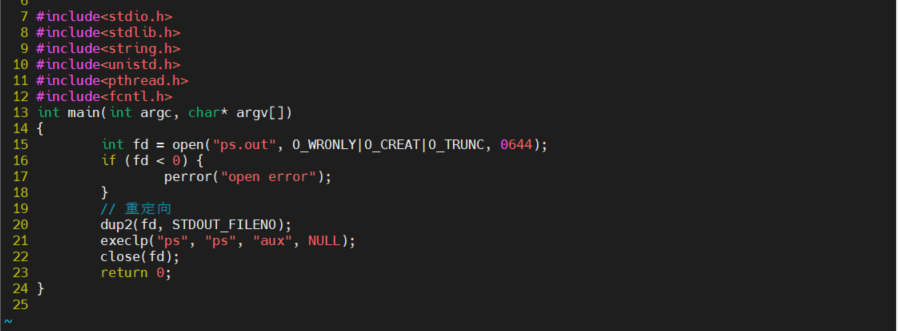 6
7 #include<stdio.h>
8 #include<stdlib.h>
9 #include<string.h>
10 #include<unistd.h>
11 #include<pthread.h>
12 #include<fcntl.h>
13 int main(int argc, char* argv[])
14 {
15         int fd = open("ps.out", O_WRONLY|O_CREAT|O_TRUNC, 0644);
16         if (fd < 0) {
17                 perror("open error");
18         }
19         // 重定向
20         dup2(fd, STDOUT_FILENO);
21         execlp("ps", "ps", "aux", NULL);
22         close(fd);
23         return 0;
24 }
25
~